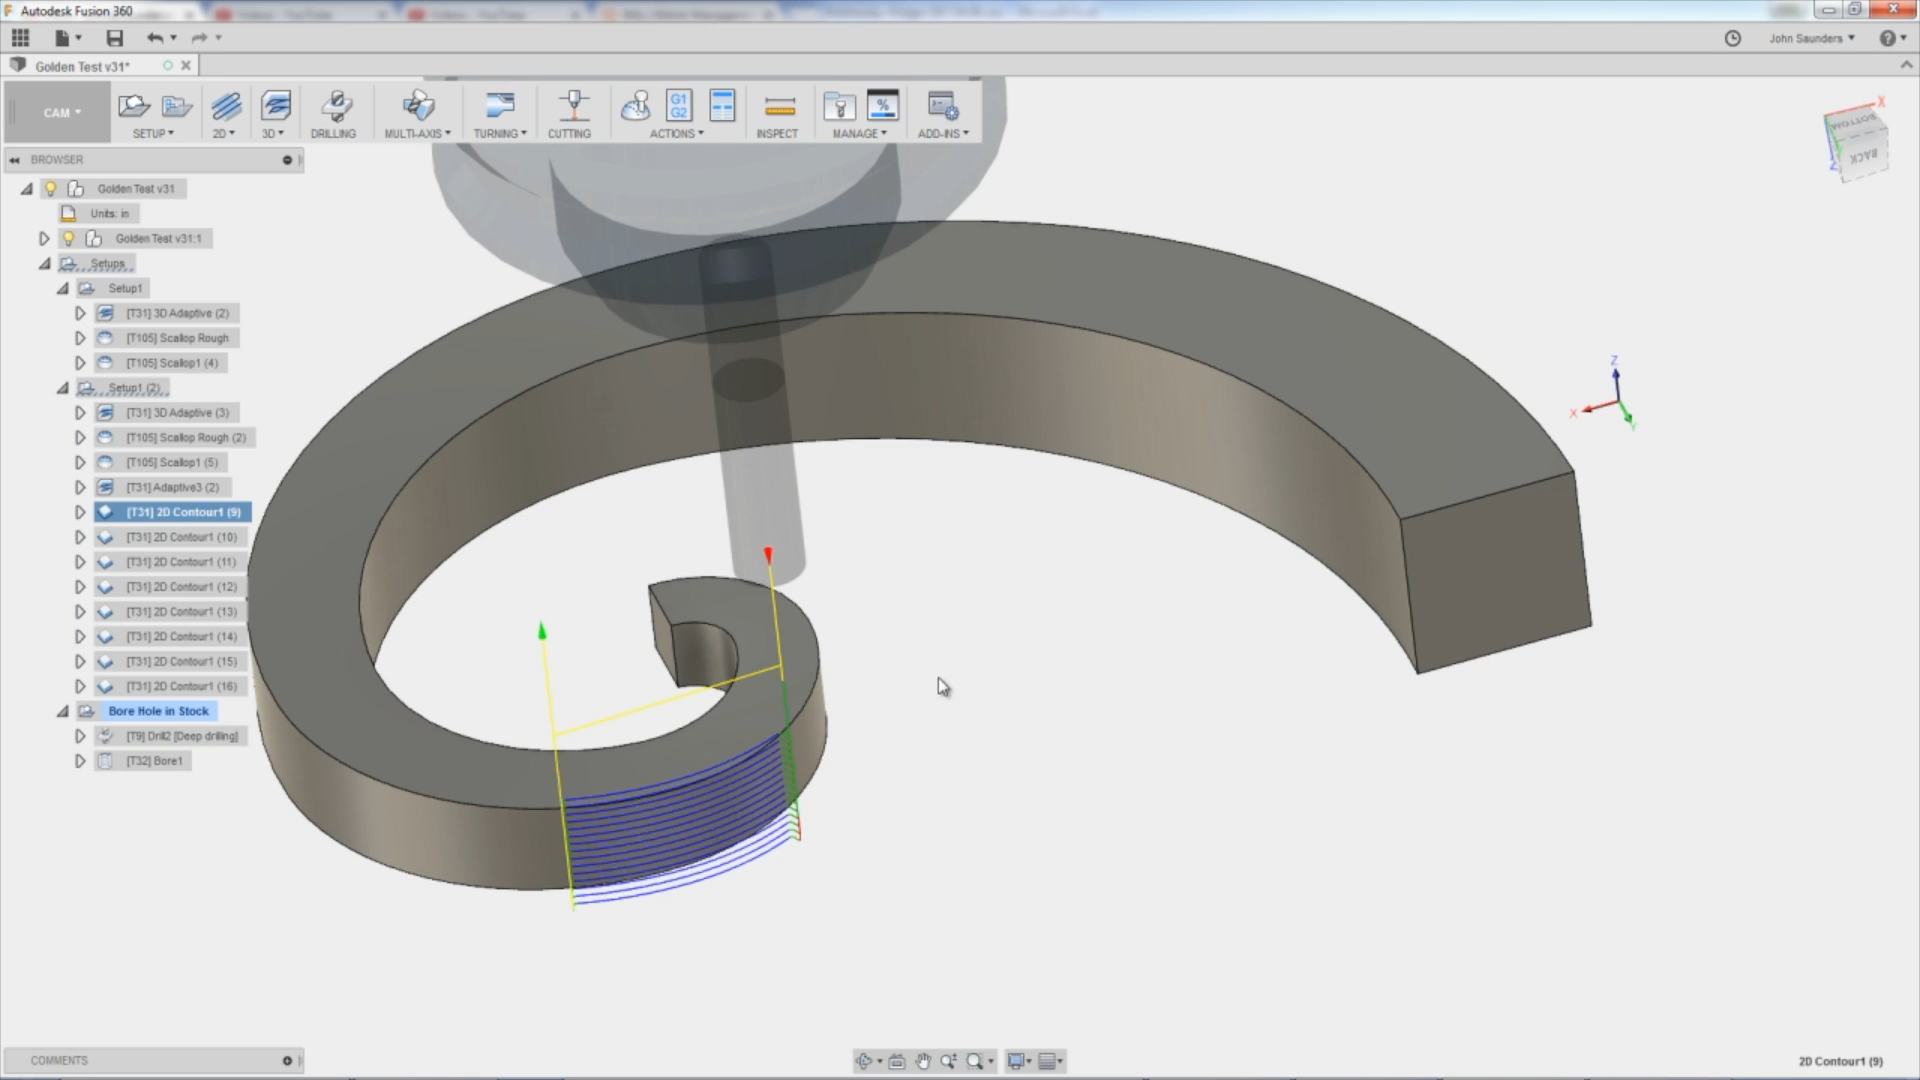 Autodesk Fusion 360
John Saunders
Golden Test v31*
CAM
SETUP
2D
3D
DRILLING
MULTI-AXIS
TURNING
CUTTING
G1
G2
ACTIONS
INSPECT
%
MANAGE
ADD-INS
BROWSER
Golden Test v31
Units: in
Golden Test v31:1
Setups
Setup1
[T31] 3D Adaptive (2)
[T105] Scallop Rough
[T105] Scallop1 (4)
Setup1 (2)
[T31] 3D Adaptive (3)
[T105] Scallop Rough (2)
[T105] Scallop1 (5)
[T31] Adaptive3 (2)
[T31] 2D Contour1 (9)
[T31] 2D Contour1 (10)
[T31] 2D Contour1 (11)
[T31] 2D Contour1 (12)
[T31] 2D Contour1 (13)
[T31] 2D Contour1 (14)
[T31] 2D Contour1 (15)
[T31] 2D Contour1 (16)
Bore Hole in Stock
[T9] Drill2 [Deep drilling]
[T32] Bore1
X
BOTTOM
BACK
Z
Z
X
Y
COMMENTS
2D Contour1 (9)